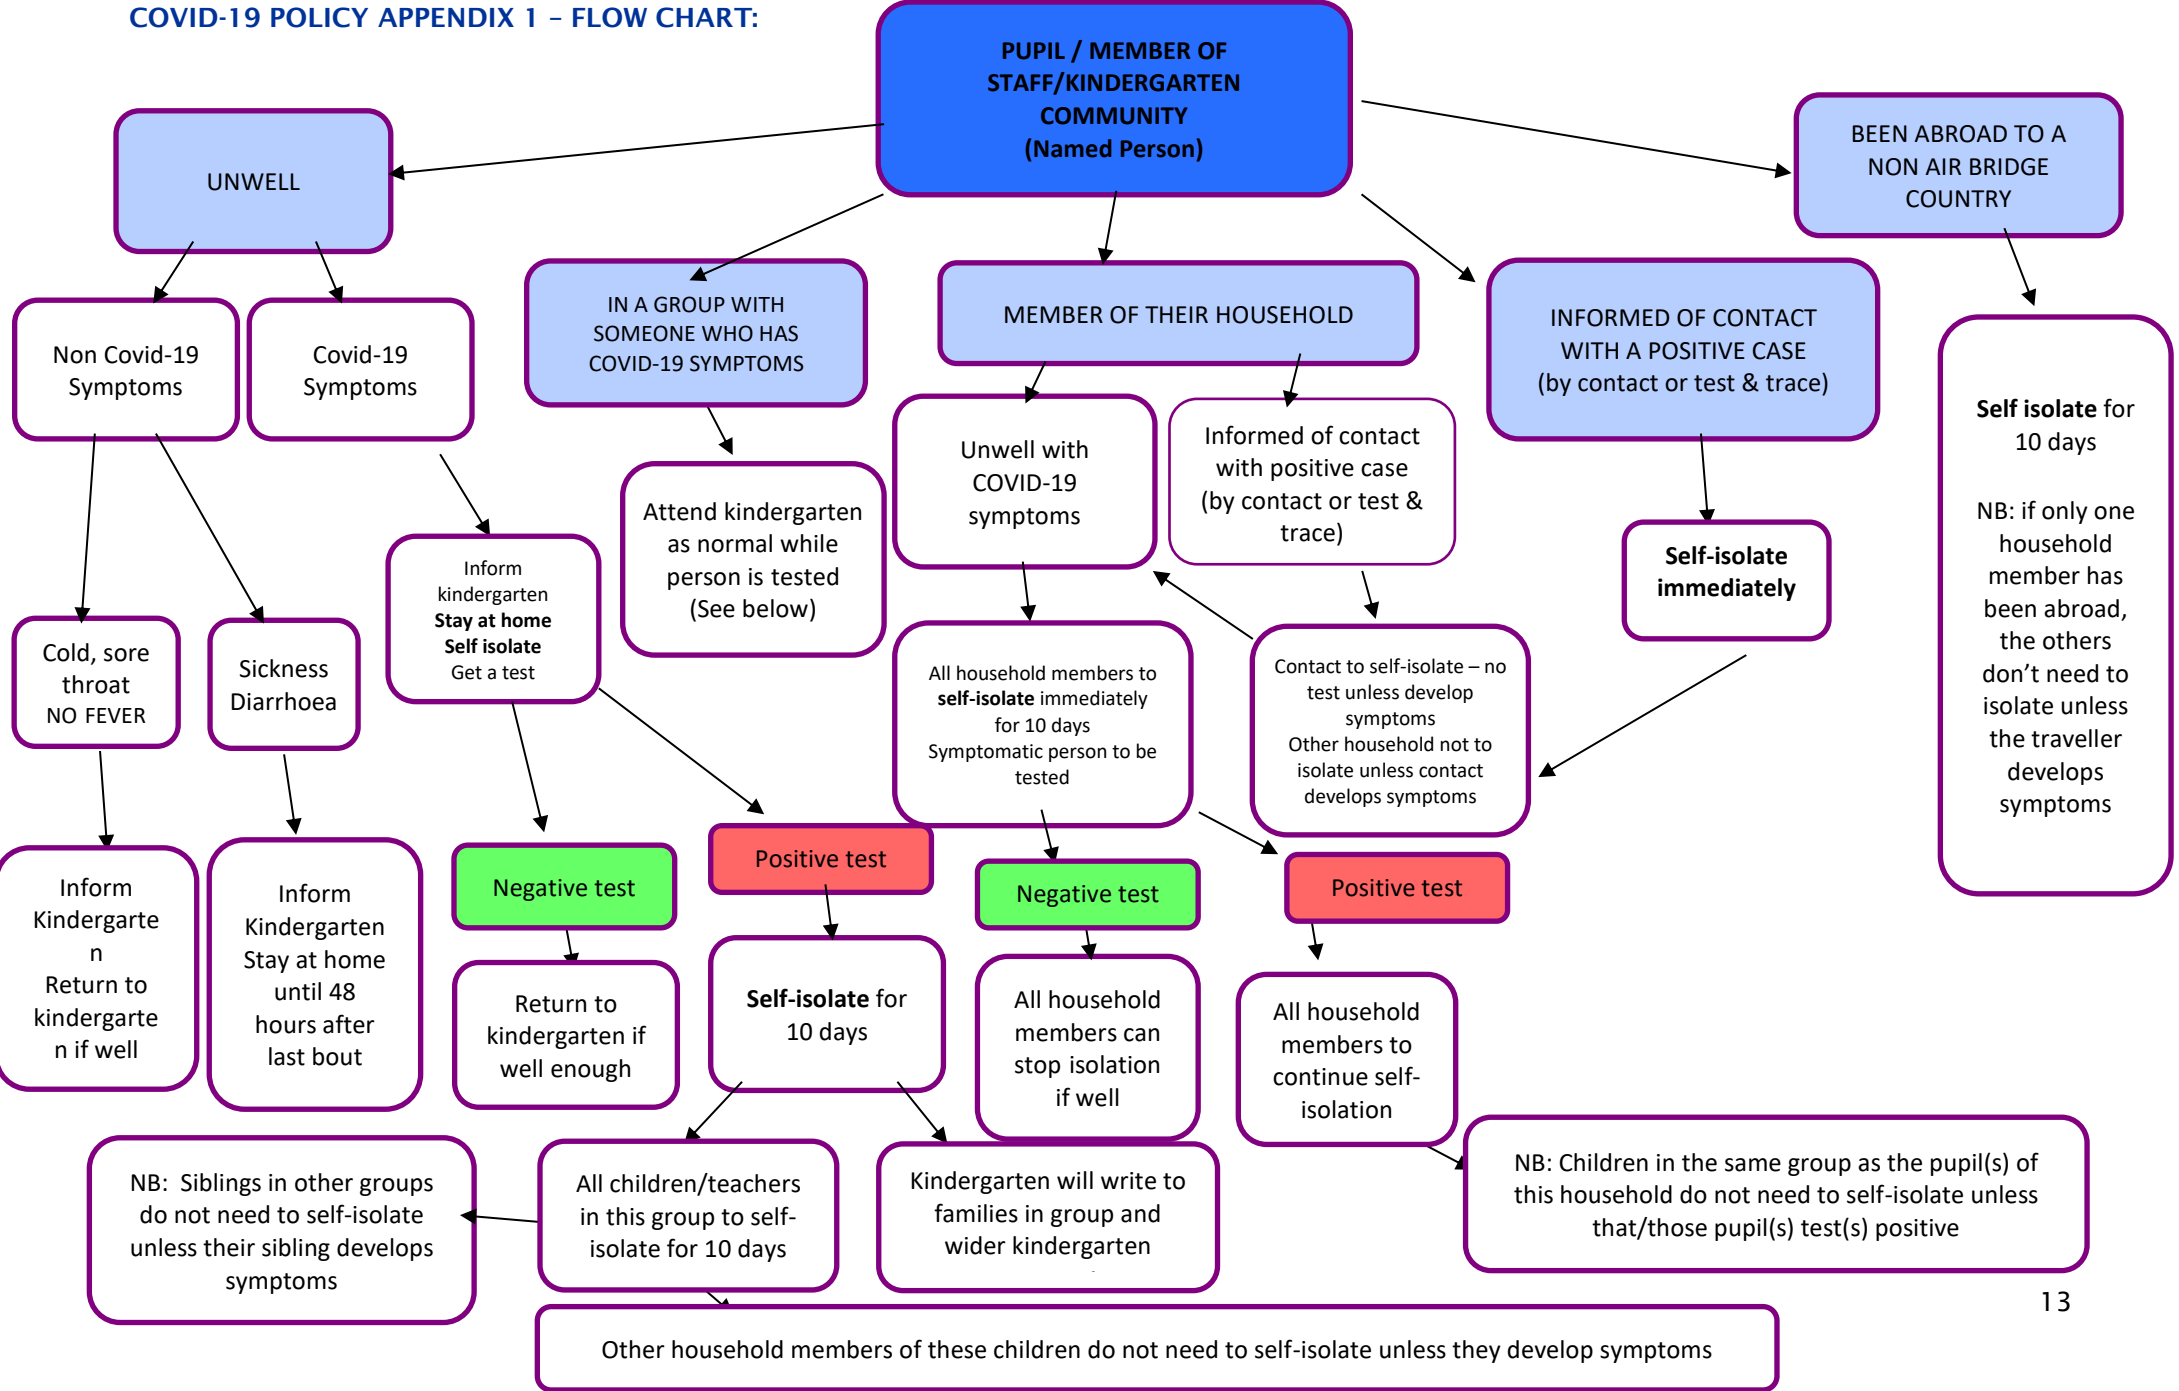 COVID-19 POLICY APPENDIX 1 – FLOW CHART:
PUPIL / MEMBER OF
STAFF/KINDERGARTEN
COMMUNITY
(Named Person)
UNWELL
BEEN ABROAD TO A
NON AIR BRIDGE
COUNTRY
IN A GROUP WITH
SOMEONE WHO HAS
COVID-19 SYMPTOMS
MEMBER OF THEIR HOUSEHOLD
INFORMED OF CONTACT
WITH A POSITIVE CASE
(by contact or test & trace)
Non Covid-19
Symptoms
Covid-19
Symptoms
Unwell with
COVID-19
symptoms
Informed of contact
with positive case
(by contact or test &
trace)
Self isolate for
10 days
NB: if only one
household
member has
been abroad,
the others
don’t need to
isolate unless
the traveller
develops
symptoms
Attend kindergarten
as normal while
person is tested
(See below)
Self-isolate
immediately
Inform
kindergarten
Stay at home
Self isolate
Get a test
Cold, sore
throat
NO FEVER
Sickness
Diarrhoea
All household members to
self-isolate immediately
for 10 days
Symptomatic person to be
tested
Contact to self-isolate – no
test unless develop
symptoms
Other household not to
isolate unless contact
develops symptoms
Inform
Kindergarte
n
Return to
kindergarte
n if well
Inform
Kindergarten
Stay at home
until 48
hours after
last bout
Negative test
Positive test
Negative test
Positive test
Return to
kindergarten if
well enough
Self-isolate for
10 days
All household
members can
stop isolation
if well
All household
members to
continue self-
isolation
NB:  Siblings in other groups
do not need to self-isolate
unless their sibling develops
symptoms
All children/teachers
in this group to self-
isolate for 10 days
Kindergarten will write to
families in group and
wider kindergarten
NB: Children in the same group as the pupil(s) of
this household do not need to self-isolate unless
that/those pupil(s) test(s) positive
Other household members of these children do not need to self-isolate unless they develop symptoms
13